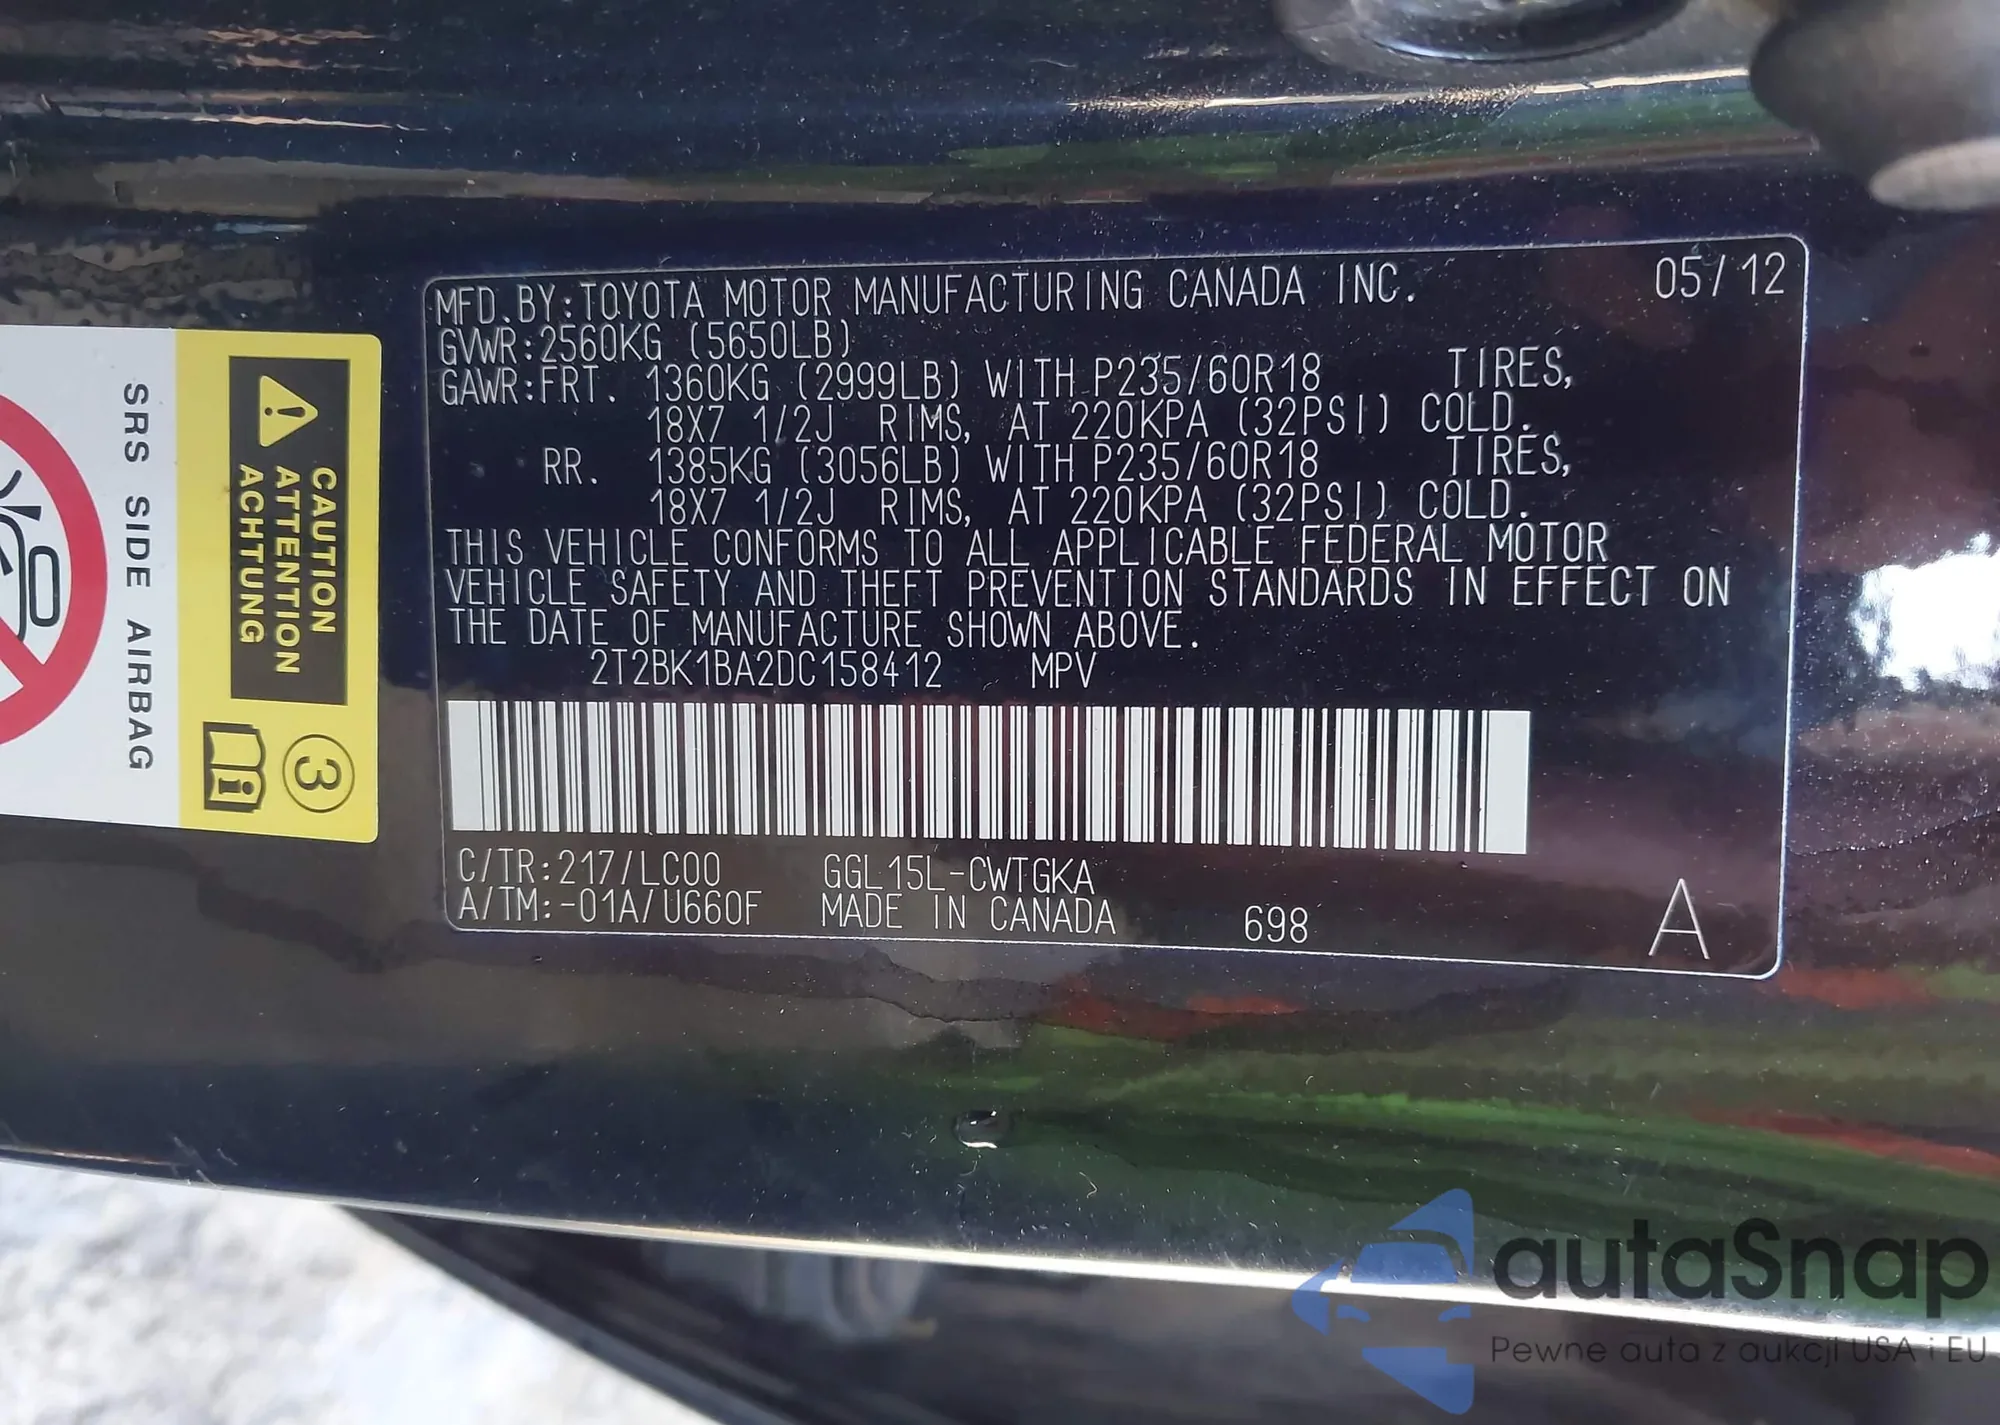 MFD.BY:TOYOTA MOTOR MANUFACTURING CANADA INC. 05/12
GVWR:2560KG (5650LB)
GAWR:FRT. 1360KG (2999LB) WITH P235/60R18 TIRES,
18X7 1/2J RIMS, AT 220KPA (32PSI) COLD.
RR. 1385KG (3056LB) WITH P235/60R18 TIRES,
18X7 1/2J RIMS, AT 220KPA (32PSI) COLD.
THIS VEHICLE CONFORMS TO ALL APPLICABLE FEDERAL MOTOR
VEHICLE SAFETY AND THEFT PREVENTION STANDARDS IN EFFECT ON
THE DATE OF MANUFACTURE SHOWN ABOVE.
2T2BK1BA2DC158412 MPV
C/TR:217/LC00 GGL15L-CWTGKA
A/TM:-01A/U660F MADE IN CANADA 698 A
CAUTION
ATTENTION
ACHTUNG
3
SRS SIDE AIRBAG
autaSnap
Pewne auta z aukcji USA i EU